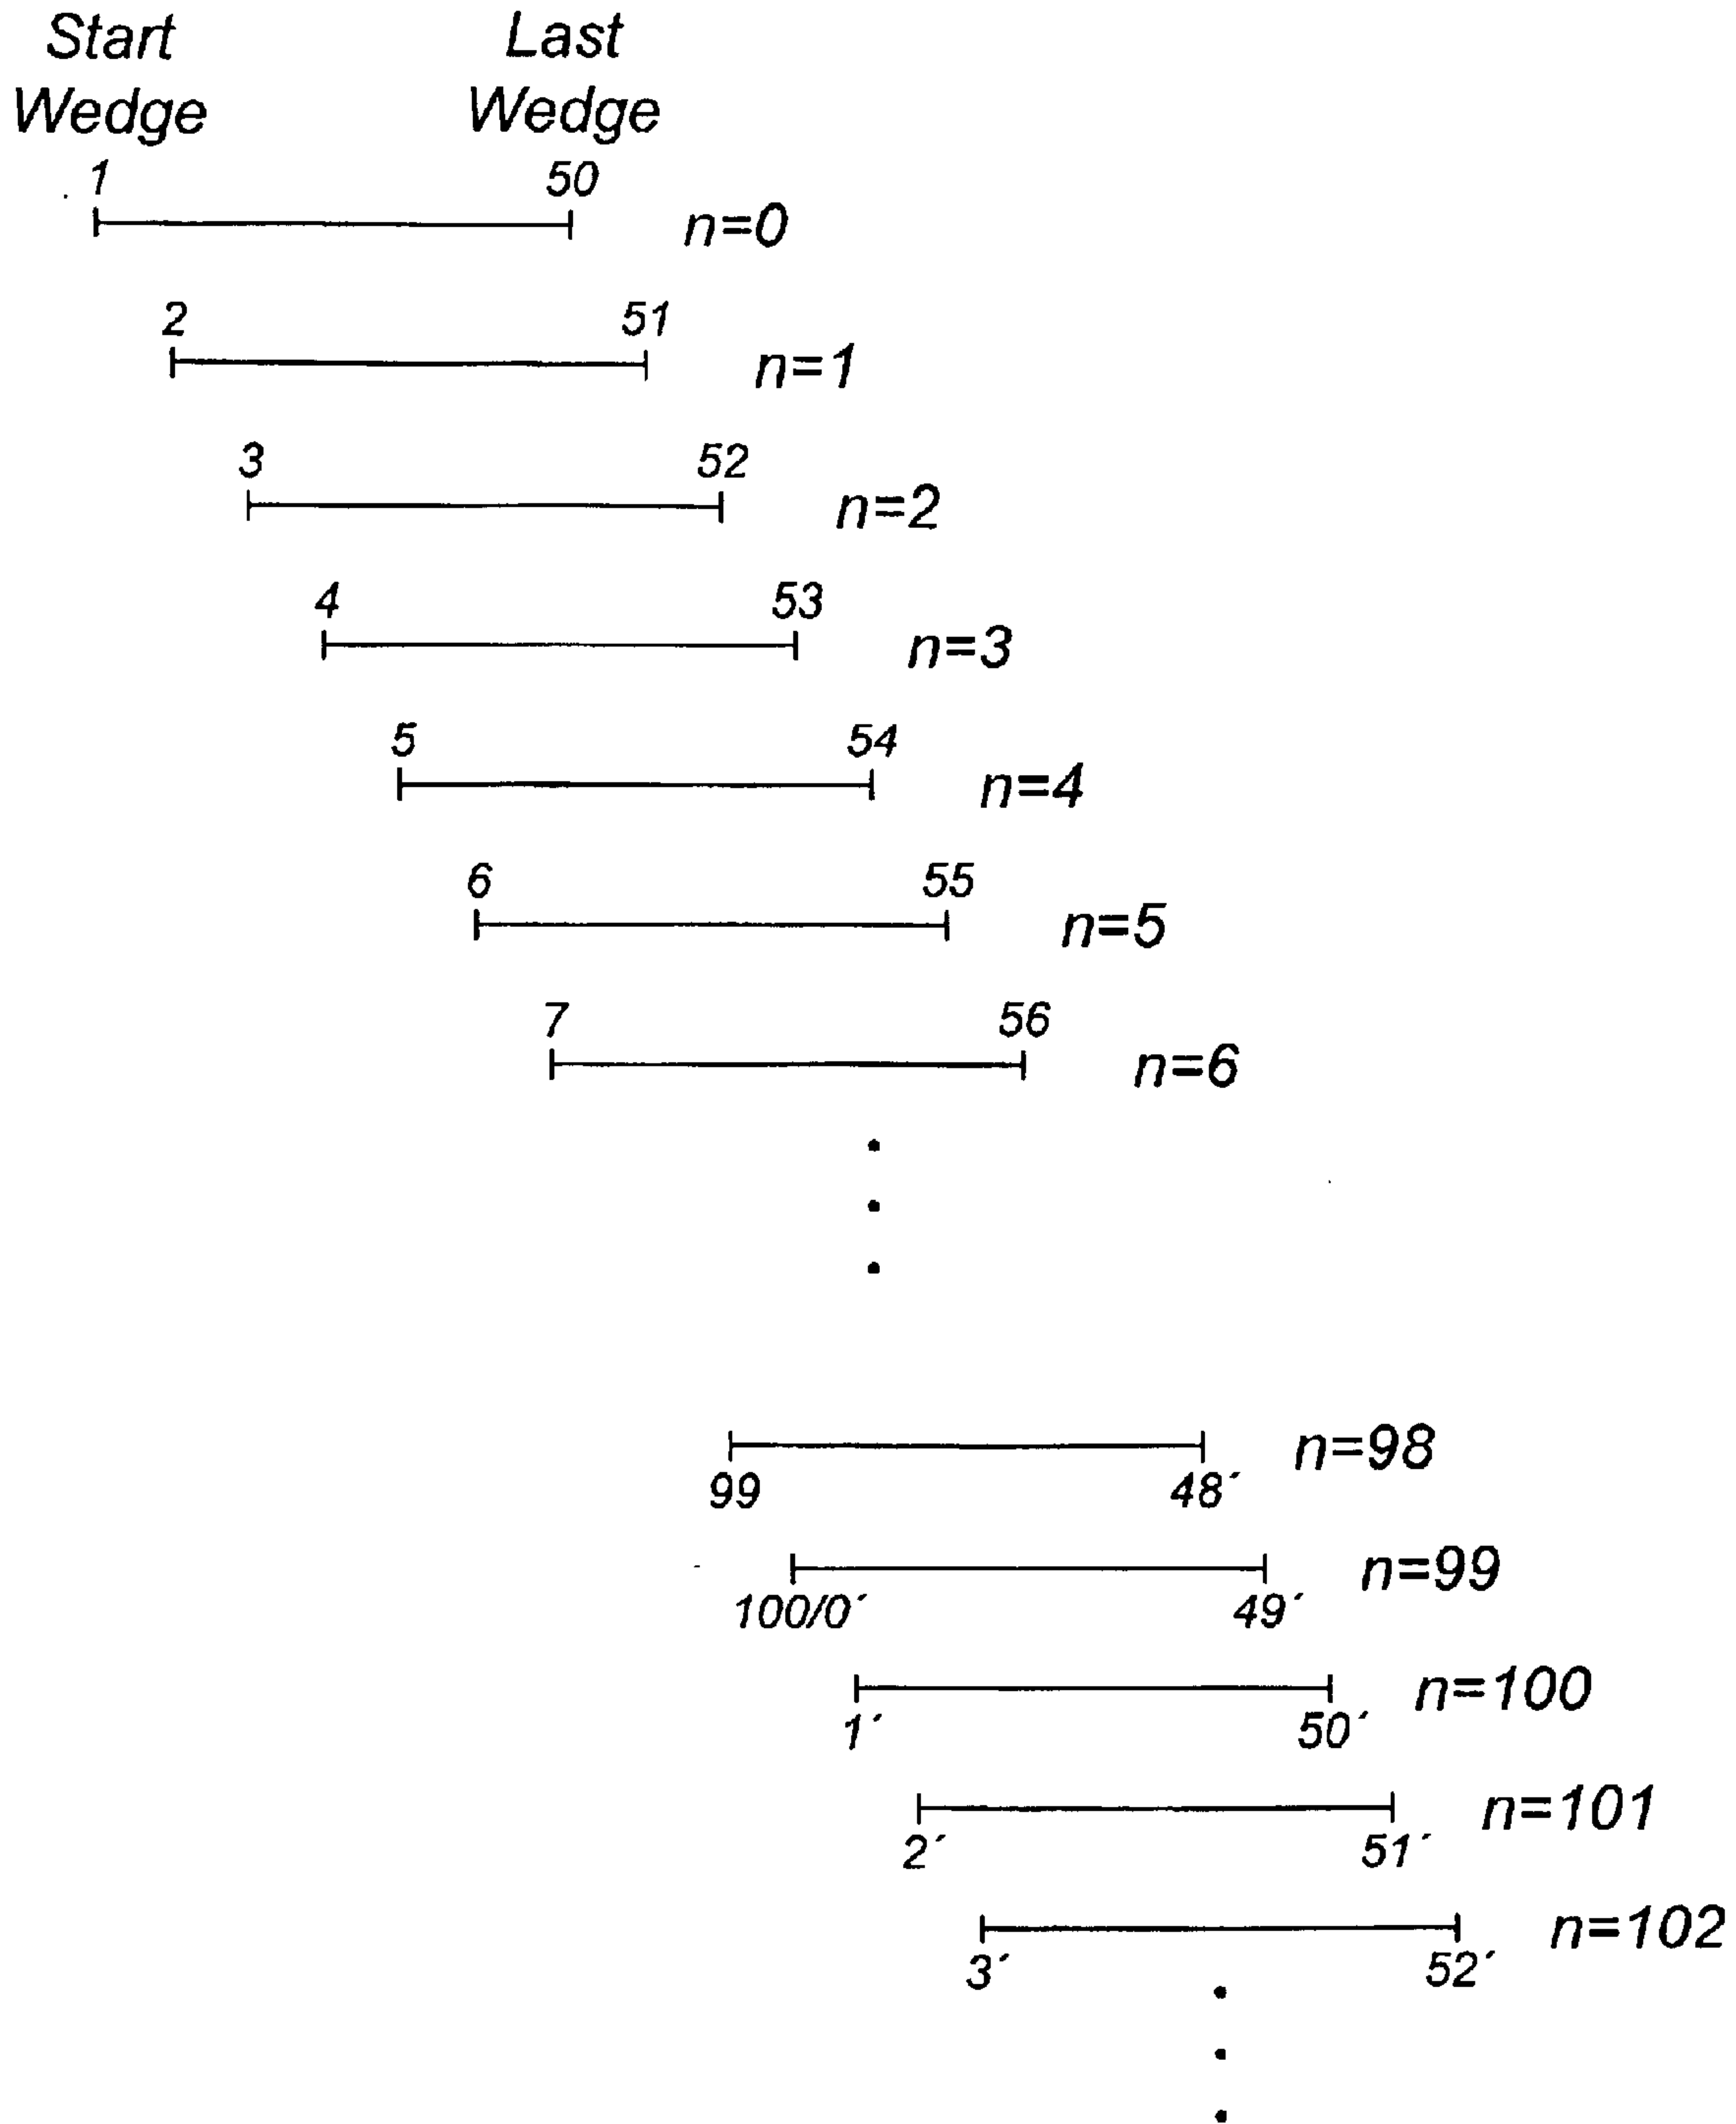 Start Last
Wedge Wedge
1 50
n=0
2 51
n=1
3 52
n=2
4 53
n=3
5 54
n=4
6 55
n=5
7 56
n=6
n=98
99 48´
n=99
100/0´ 49´
n=100
1´ 50´
n=101
2´ 51´
n=102
3´ 52´